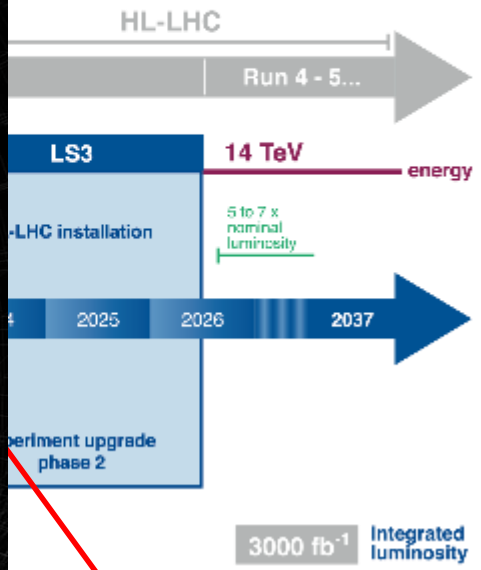 HL-LHC
Run 4 - 5...
LS3
14 TeV
energy
-LHC installation
5 to 7 x
nominal
luminosity
4 2025 2026 2037
periment upgrade
phase 2
3000 fb⁻¹
Integrated
luminosity